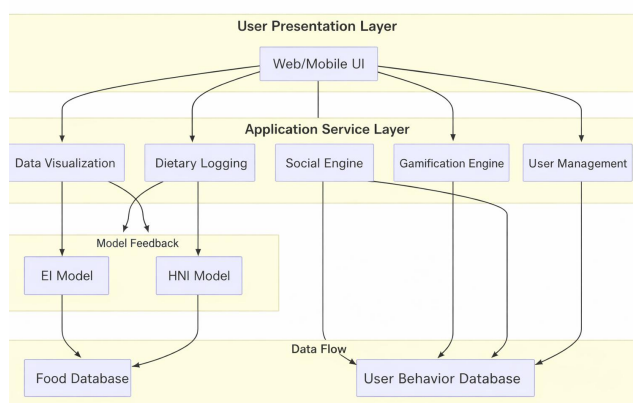 User Presentation Layer
Web/Mobile UI
Application Service Layer
Data Visualization
Dietary Logging
Social Engine
Gamification Engine
User Management
Model Feedback
EI Model
HNI Model
Data Flow
Food Database
User Behavior Database